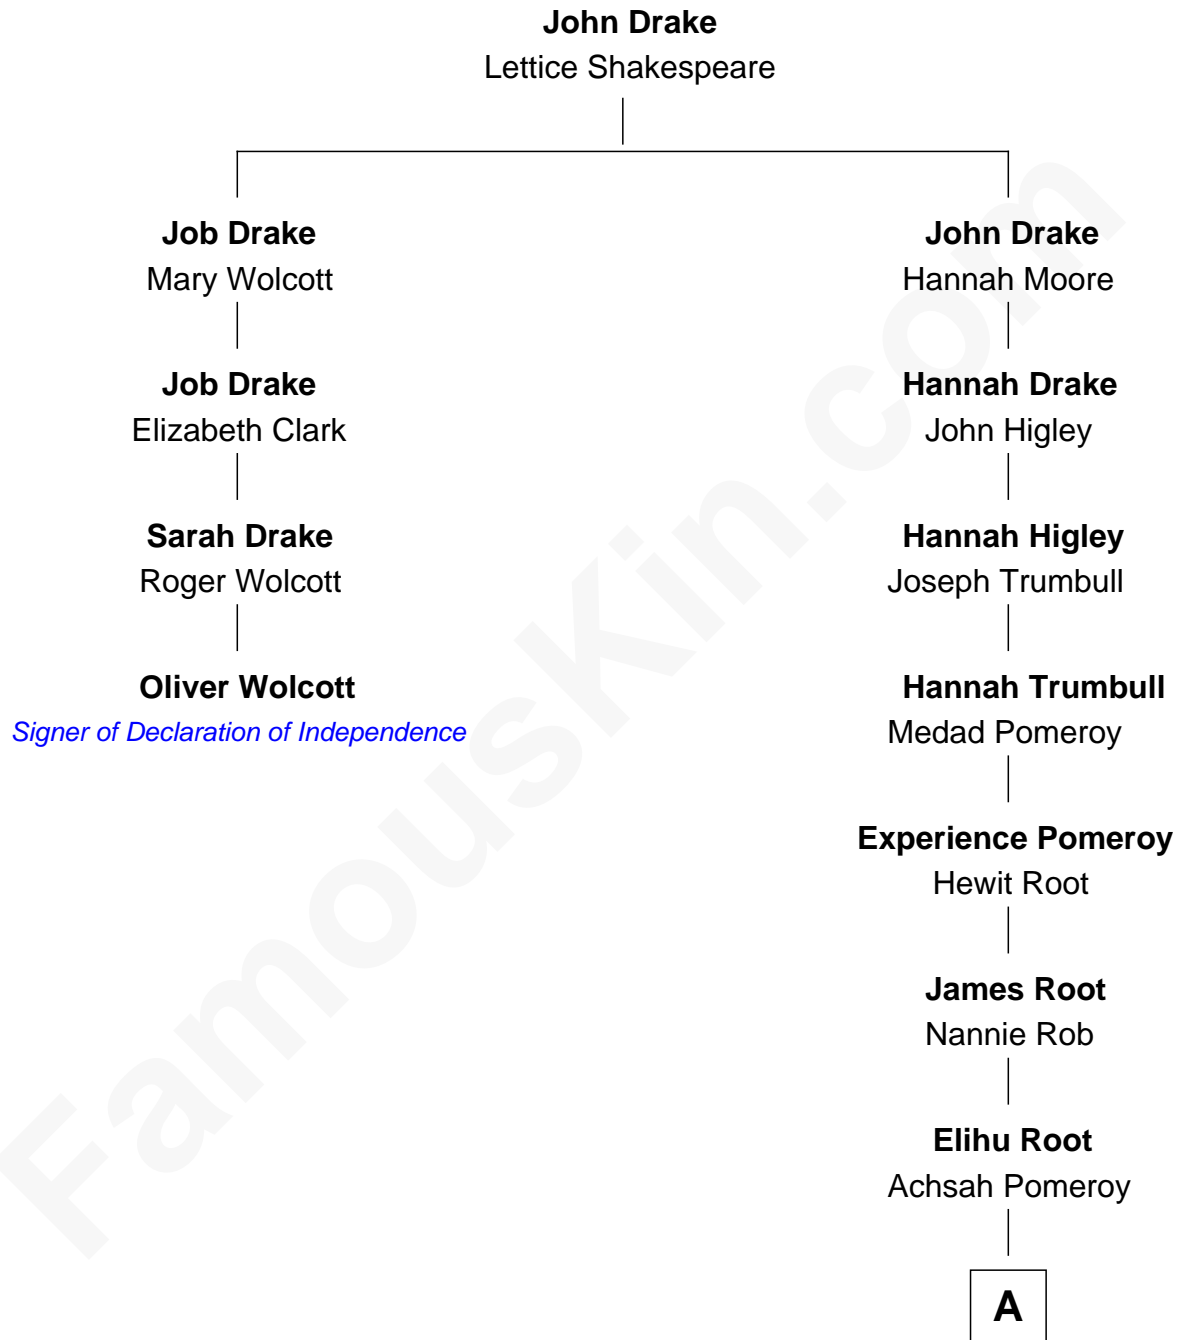 John Drake
Lettice Shakespeare
Job Drake
Mary Wolcott
Job Drake
Elizabeth Clark
Sarah Drake
Roger Wolcott
Oliver Wolcott
Signer of Declaration of Independence
John Drake
Hannah Moore
Hannah Drake
John Higley
Hannah Higley
Joseph Trumbull
Hannah Trumbull
Medad Pomeroy
Experience Pomeroy
Hewit Root
James Root
Nannie Rob
Elihu Root
Achsah Pomeroy
A
FamousKin.com